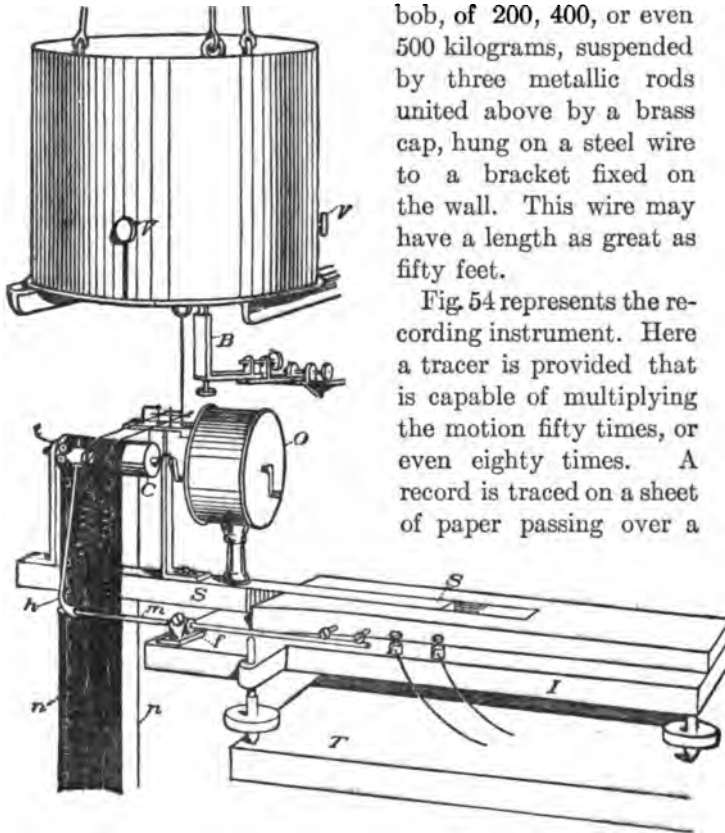 bob, of 200, 400, or even
500 kilograms, suspended
by three metallic rods
united above by a brass
cap, hung on a steel wire
to a bracket fixed on
the wall. This wire may
have a length as great as
fifty feet.
Fig. 54 represents the re-
cording instrument. Here
a tracer is provided that
is capable of multiplying
the motion fifty times, or
even eighty times. A
record is traced on a sheet
of paper passing over a
V
V
B
O
C
S
S
h
m
f
I
n
p
T